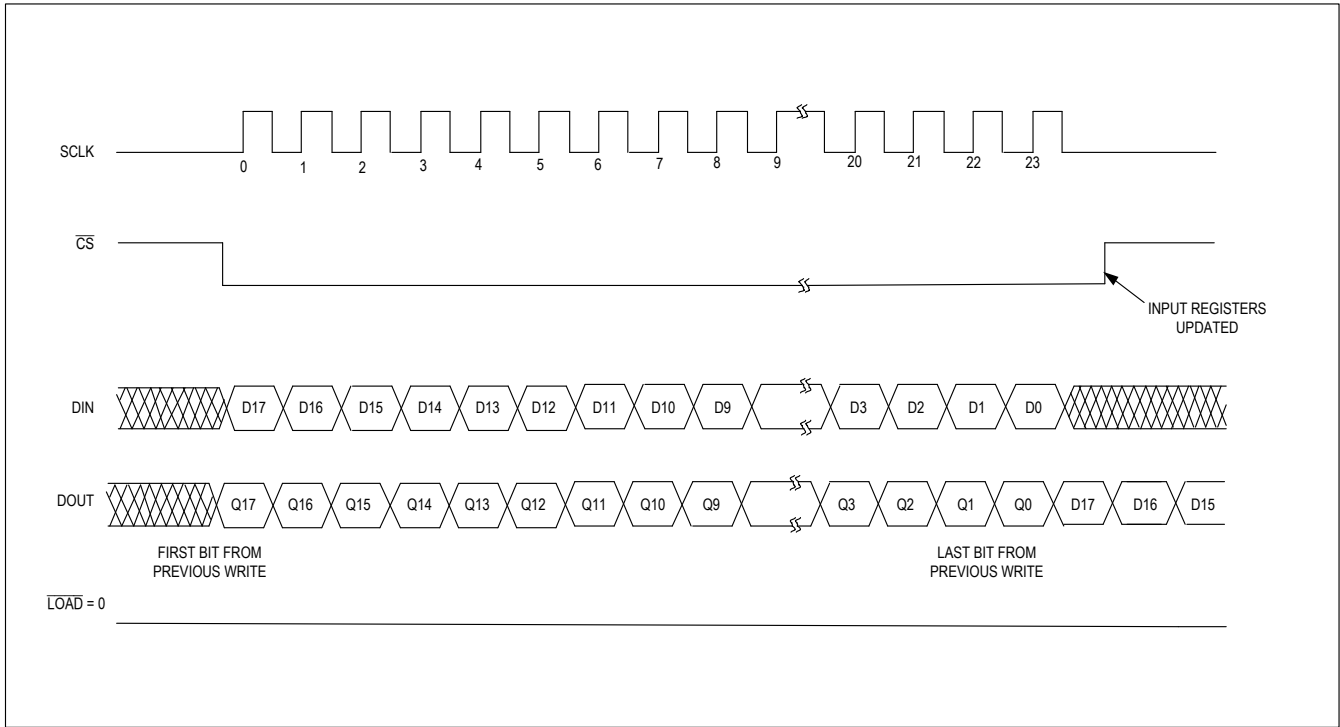 SCLK
0 1 2 3 4 5 6 7 8 9 20 21 22 23
CS
INPUT REGISTERS
UPDATED
DIN
D17 D16 D15 D14 D13 D12 D11 D10 D9 D3 D2 D1 D0
DOUT
Q17 Q16 Q15 Q14 Q13 Q12 Q11 Q10 Q9 Q3 Q2 Q1 Q0 D17 D16 D15
FIRST BIT FROM
PREVIOUS WRITE
LAST BIT FROM
PREVIOUS WRITE
LOAD = 0